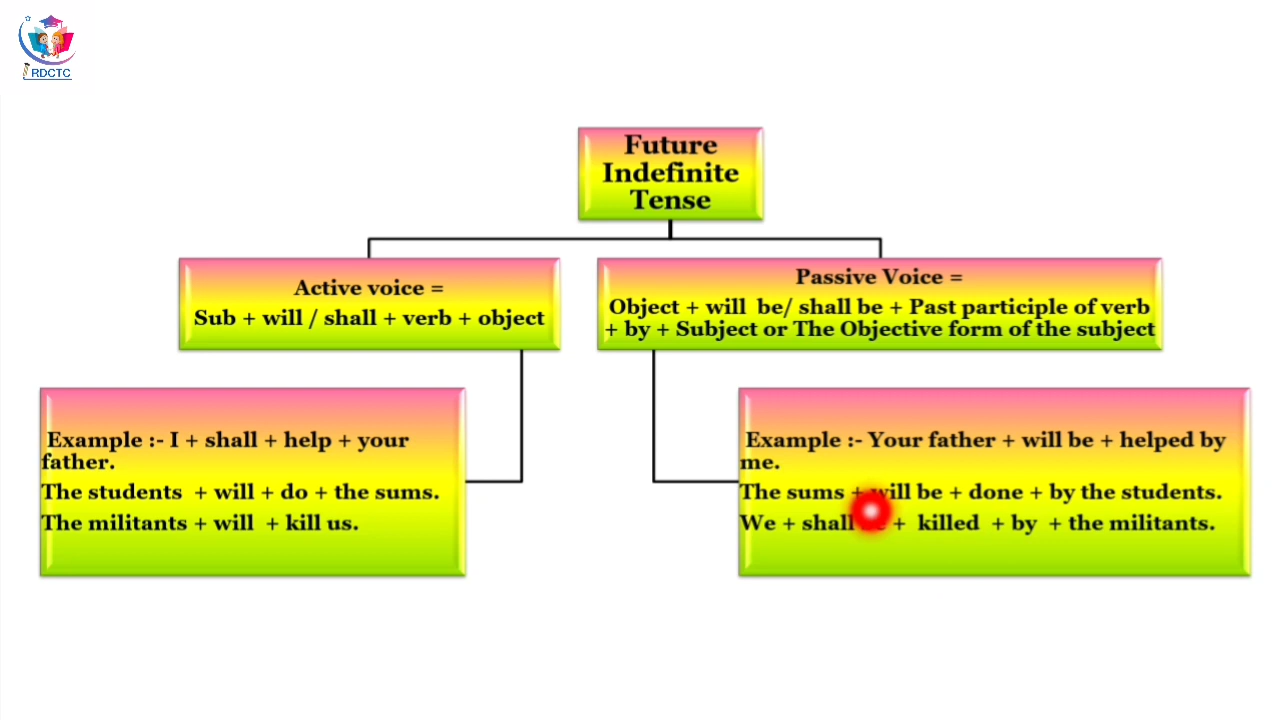 RDCTC
Future
Indefinite
Tense
Active voice =
Sub + will / shall + verb + object
Passive Voice =
Object + will be/ shall be + Past participle of verb
+ by + Subject or The Objective form of the subject
Example :- I + shall + help + your
father.
The students + will + do + the sums.
The militants + will + kill us.
Example :- Your father + will be + helped by
me.
The sums + will be + done + by the students.
We + shall + killed + by + the militants.